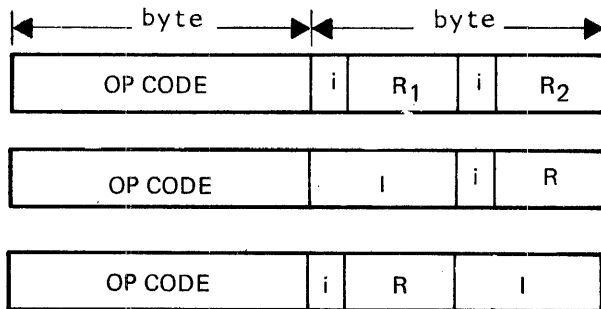 byte byte
OP CODE i R1 i R2
OP CODE I i R
OP CODE i R I